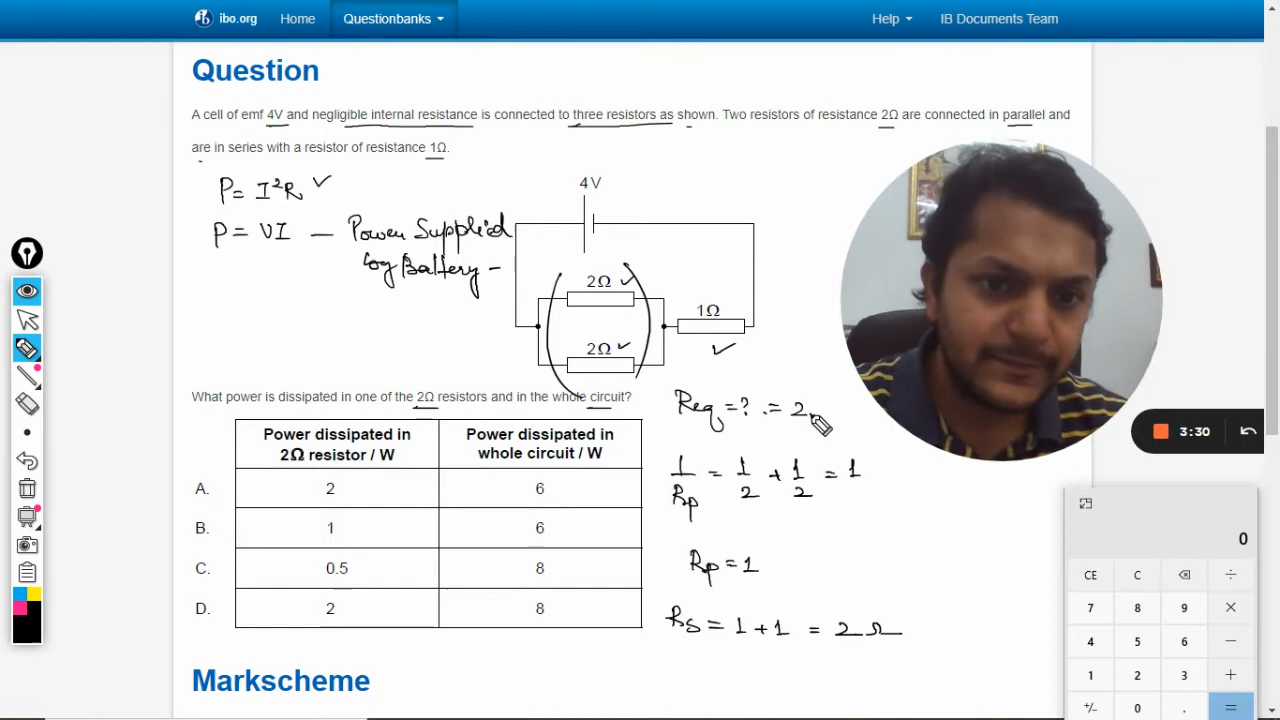 ibo.org Home Questionbanks Help IB Documents Team
Question
A cell of emf 4V and negligible internal resistance is connected to three resistors as shown. Two resistors of resistance 2Ω are connected in parallel and
are in series with a resistor of resistance 1Ω.
P= I²R ✓
P = VI — Power Supplied
by Battery -
4 V
2Ω ✓
1Ω
✓
2Ω ✓
What power is dissipated in one of the 2Ω resistors and in the whole circuit?
Power dissipated in 2Ω resistor / W Power dissipated in whole circuit / W
A. 2 6
B. 1 6
C. 0.5 8
D. 2 8
Req =? .= 2
1/Rp = 1/2 + 1/2 = 1
Rp = 1
Rs = 1 + 1 = 2 Ω
Markscheme
3:30
0
CE C ⌫ ÷
7 8 9 ×
4 5 6 −
1 2 3 +
+/- 0 . =